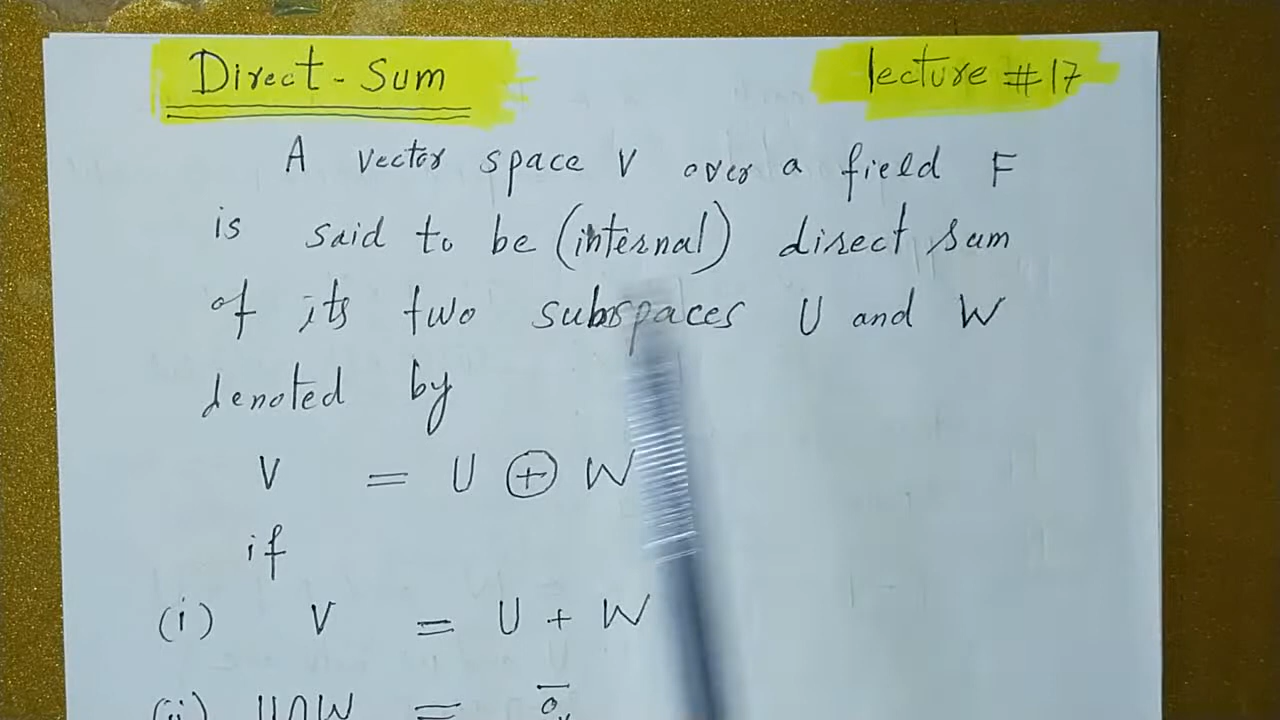 Direct - Sum
lecture #17
A vector space V over a field F
is said to be (internal) direct sum
of its two subspaces U and W
denoted by
V = U ⊕ W
if
(i) V = U + W
(ii) U∩W =